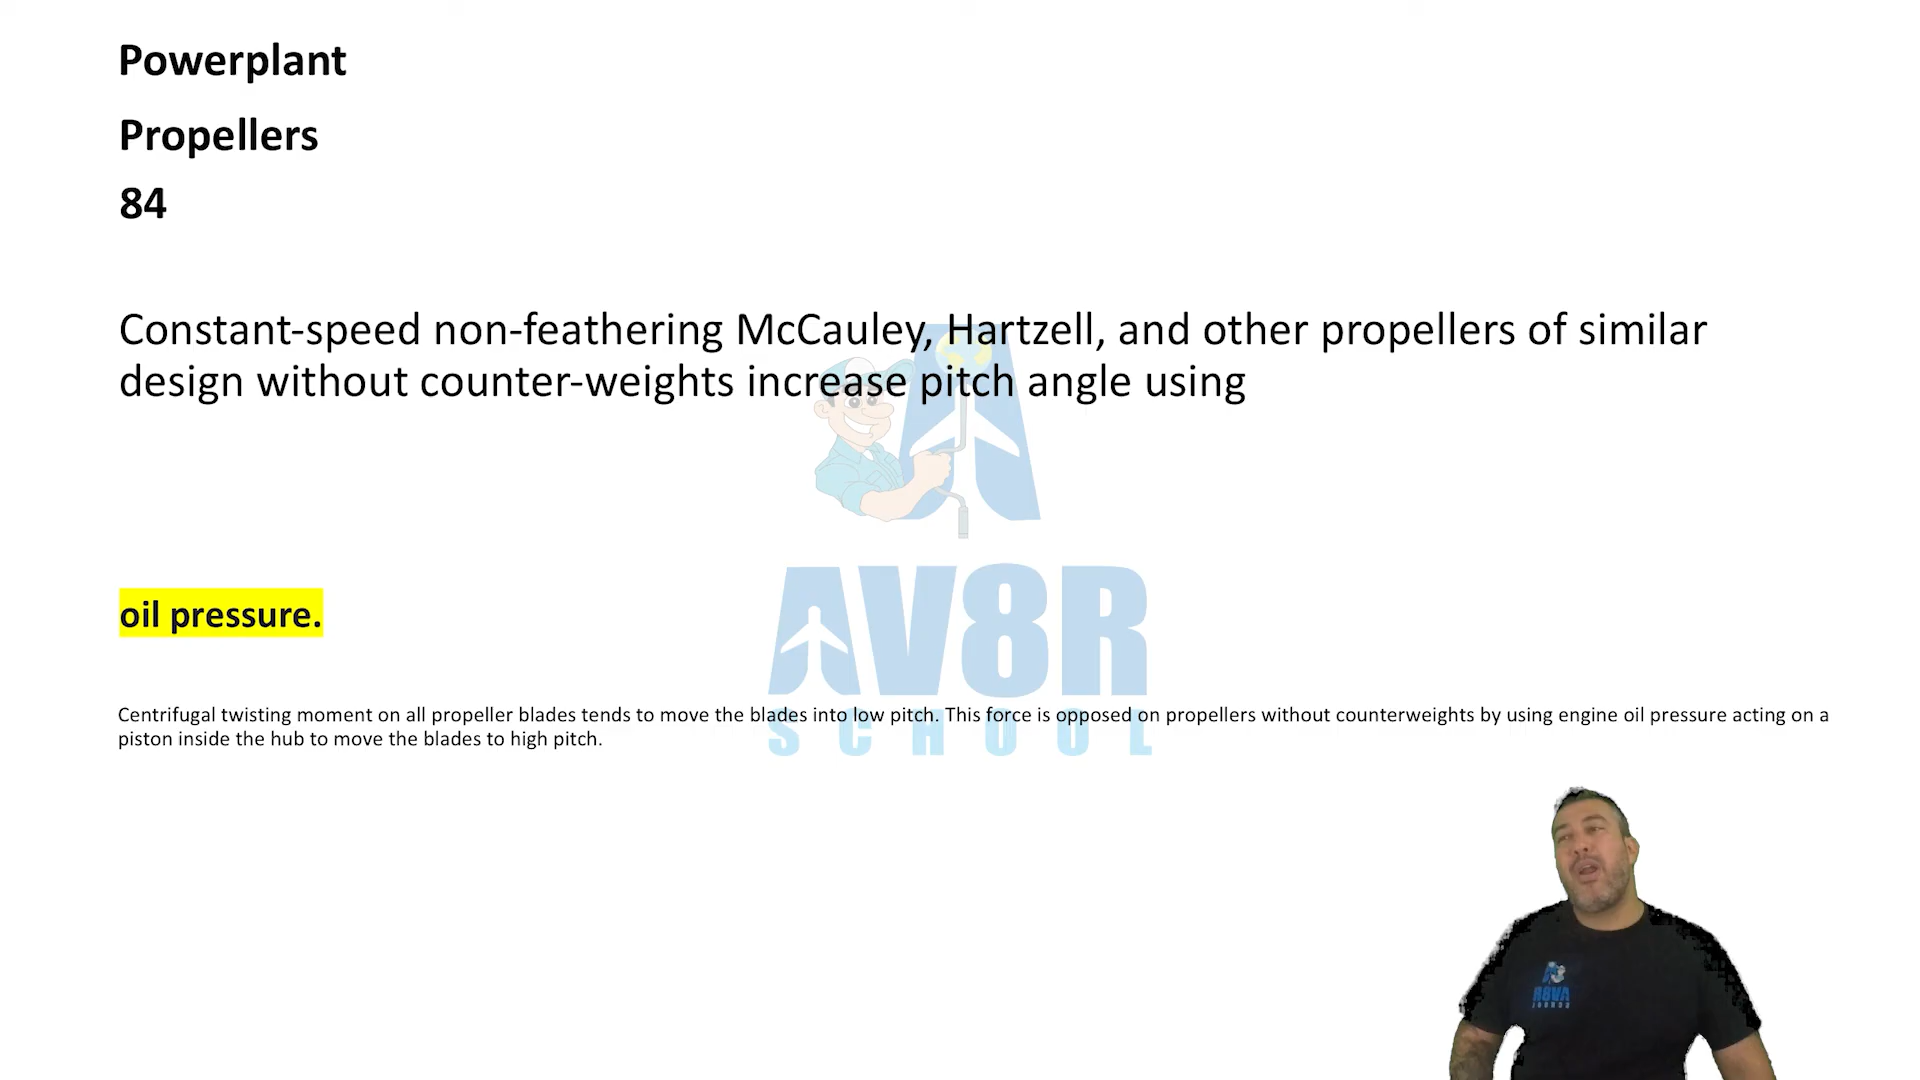 Powerplant
Propellers
84
Constant-speed non-feathering McCauley, Hartzell, and other propellers of similar
design without counter-weights increase pitch angle using
oil pressure.
AV8R
SCHOOL
Centrifugal twisting moment on all propeller blades tends to move the blades into low pitch. This force is opposed on propellers without counterweights by using engine oil pressure acting on a
piston inside the hub to move the blades to high pitch.